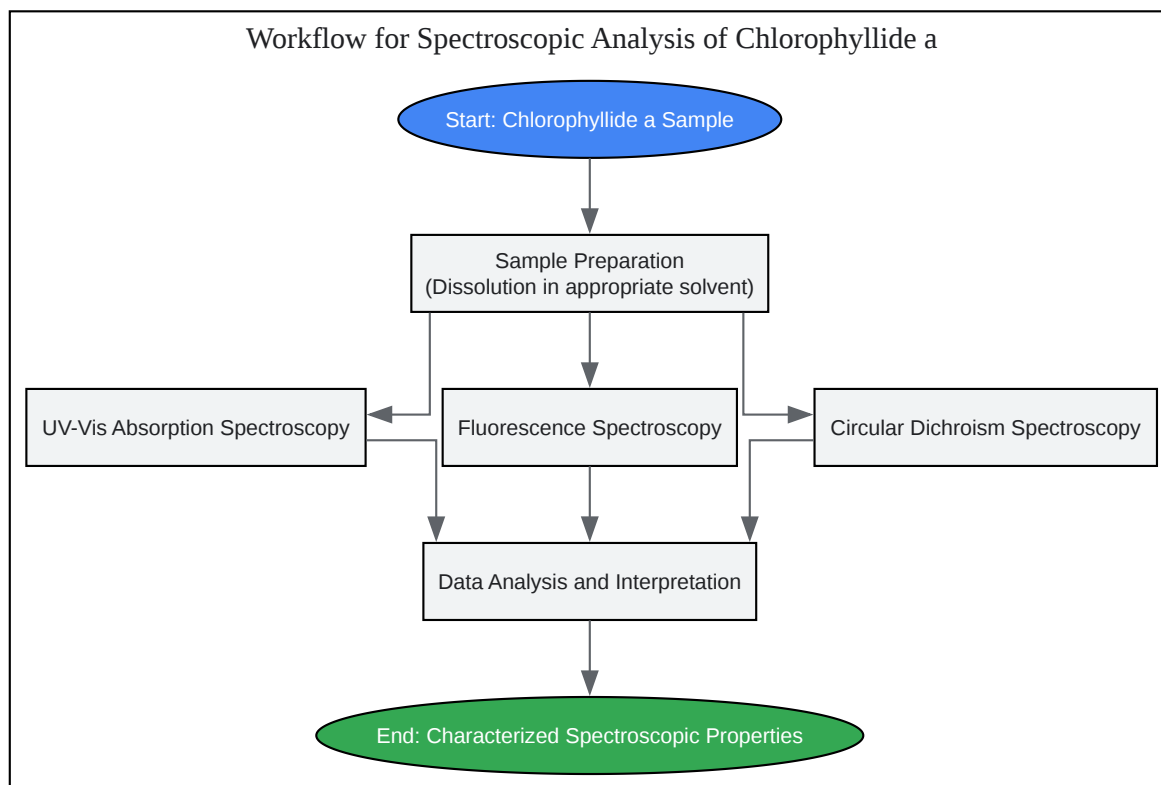 Workflow for Spectroscopic Analysis of Chlorophyllide a
Start: Chlorophyllide a Sample
Sample Preparation
(Dissolution in appropriate solvent)
UV-Vis Absorption Spectroscopy
Fluorescence Spectroscopy
Circular Dichroism Spectroscopy
Data Analysis and Interpretation
End: Characterized Spectroscopic Properties